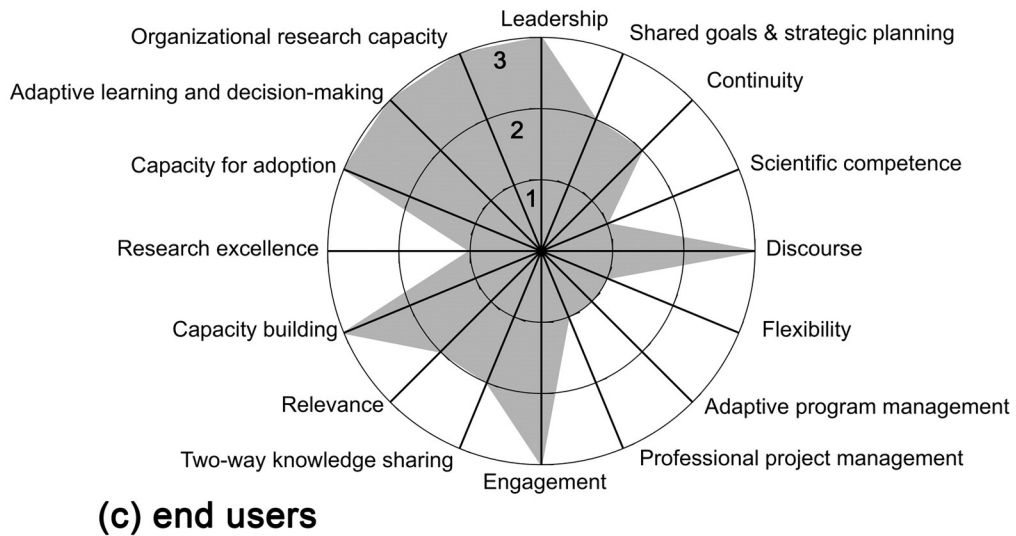 Leadership
Organizational research capacity
Shared goals & strategic planning
3
Adaptive learning and decision-making
Continuity
2
Capacity for adoption
Scientific competence
1
Research excellence
Discourse
Capacity building
Flexibility
Relevance
Adaptive program management
Two-way knowledge sharing
Professional project management
Engagement
(c) end users